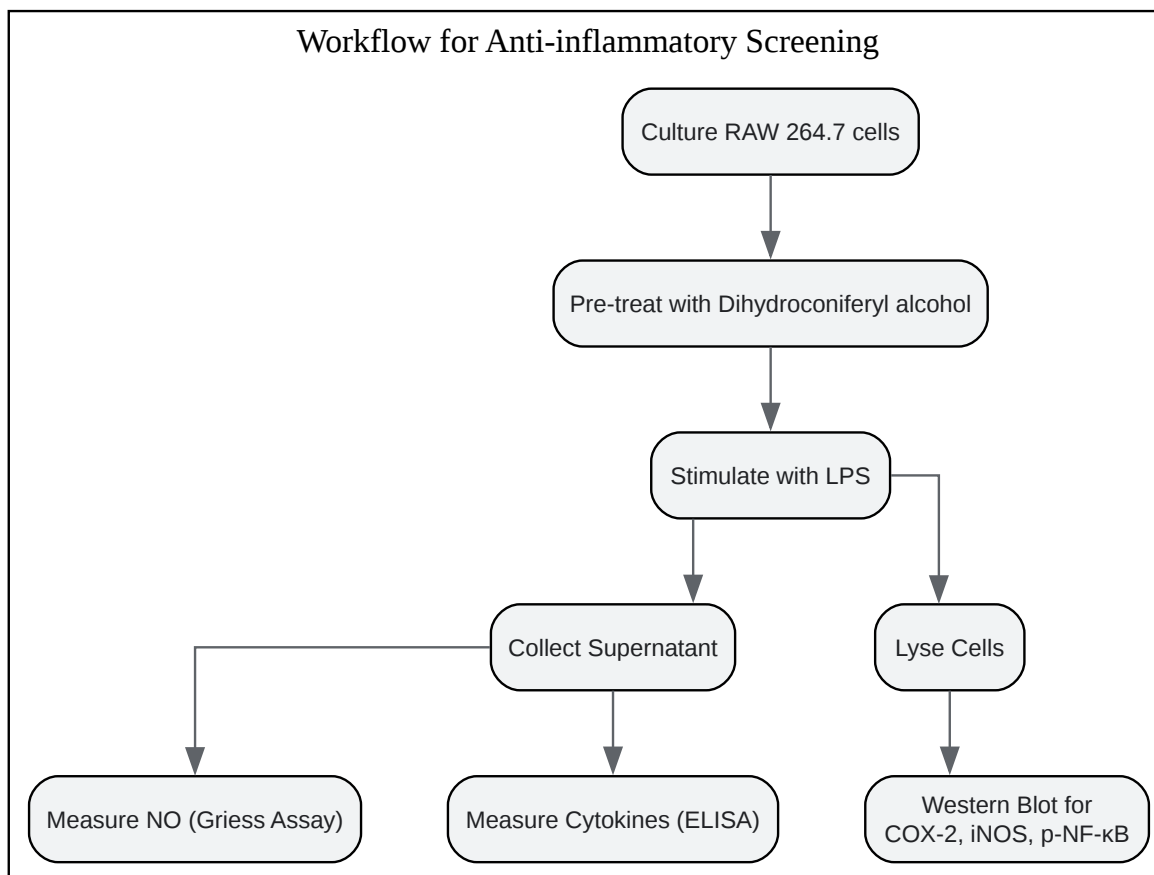 Workflow for Anti-inflammatory Screening
Culture RAW 264.7 cells
Pre-treat with Dihydroconiferyl alcohol
Stimulate with LPS
Collect Supernatant
Lyse Cells
Measure NO (Griess Assay)
Measure Cytokines (ELISA)
Western Blot for
COX-2, iNOS, p-NF-κB